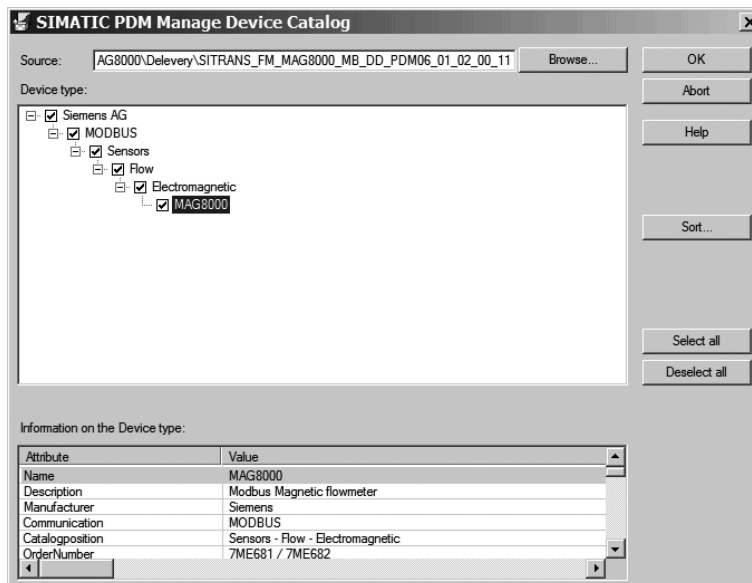 SIMATIC PDM Manage Device Catalog
Source: AG8000\Delevery\SITRANS_FM_MAG8000_MB_DD_PDM06_01_02_00_11 Browse... OK
Device type: Abort
Siemens AG
MODBUS Help
Sensors
Flow
Electromagnetic
MAG8000
Sort...
Select all
Deselect all
Information on the Device type:
Attribute Value
Name MAG8000
Description Modbus Magnetic flowmeter
Manufacturer Siemens
Communication MODBUS
Catalogposition Sensors - Flow - Electromagnetic
OrderNumber 7ME681 / 7ME682